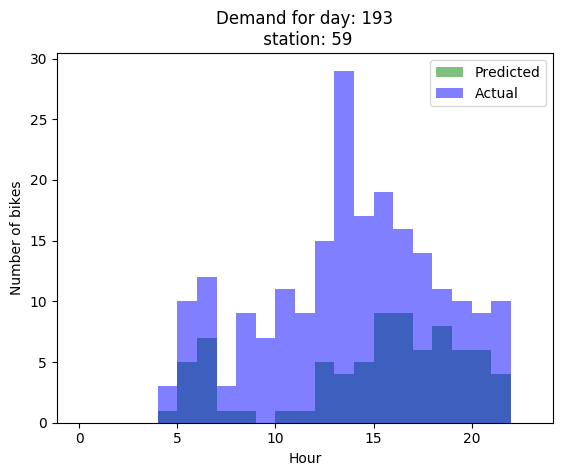 Demand for day: 193
station: 59
Predicted
Actual
Number of bikes
30
25
20
15
10
5
0
0 5 10 15 20
Hour